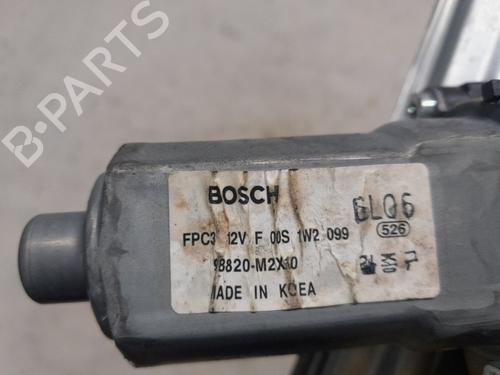 B-PARTS
BOSCH
6L06
FPC3 12V F 00S 1W2 099
526
98820-M2X10
MADE IN KOREA